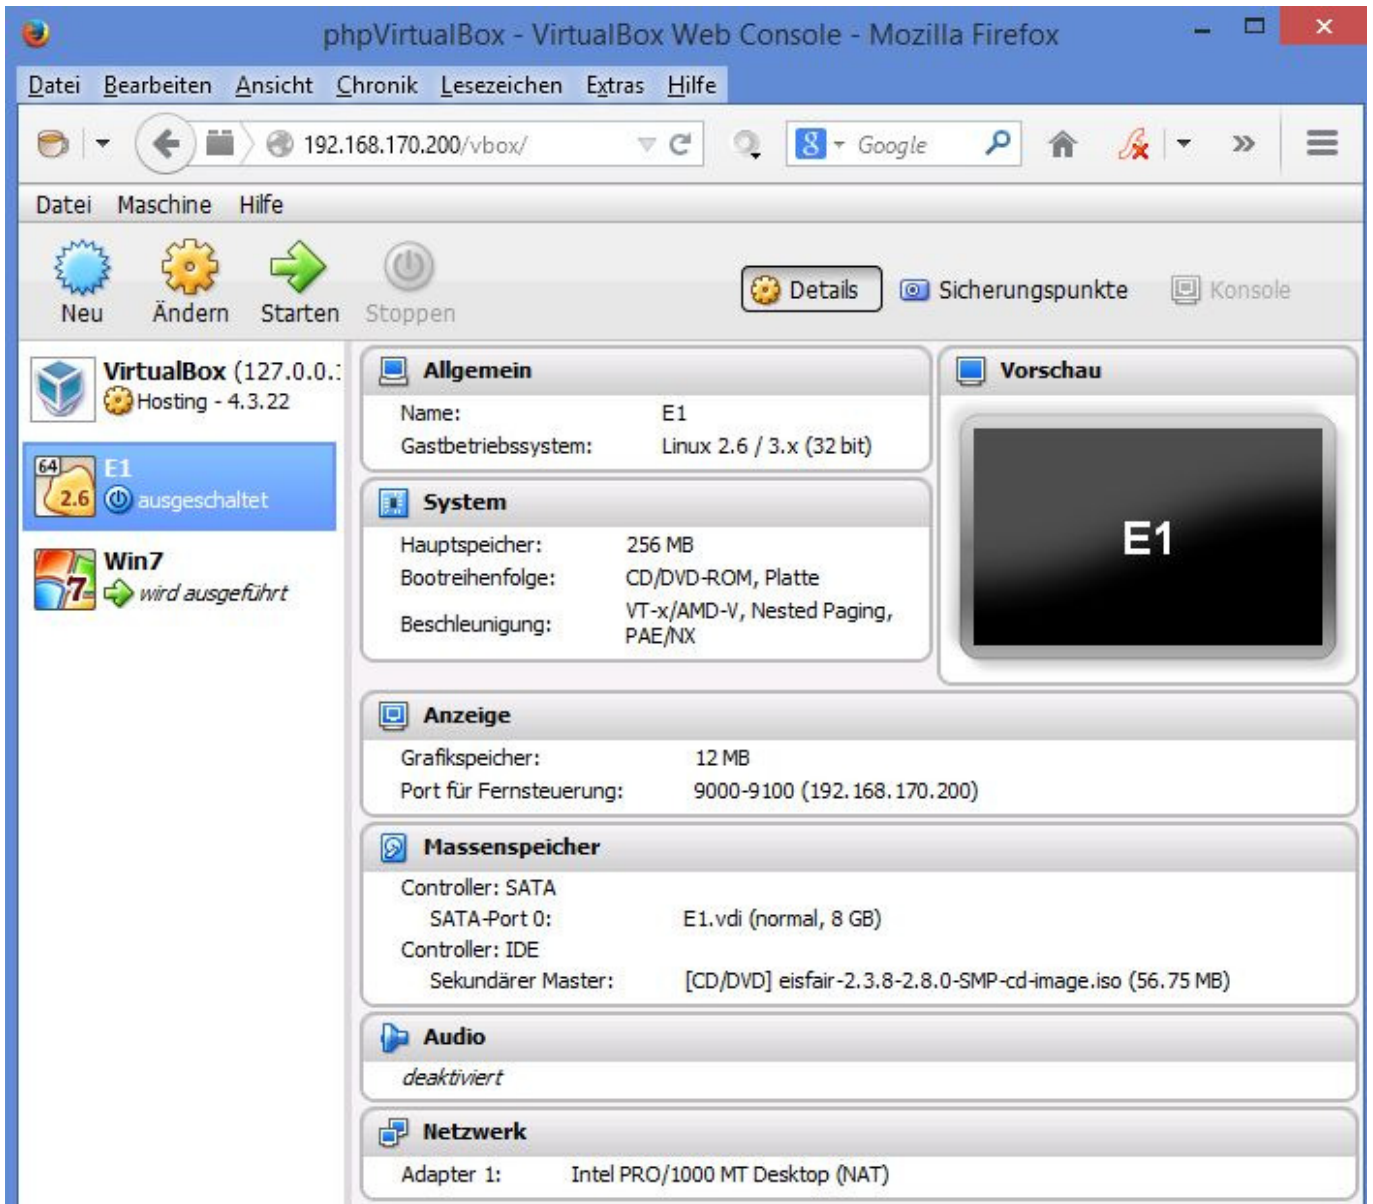 phpVirtualBox - VirtualBox Web Console - Mozilla Firefox
Datei Bearbeiten Ansicht Chronik Lesezeichen Extras Hilfe
192.168.170.200/vbox/ 8 Google
Datei Maschine Hilfe
Neu Ändern Starten Stoppen Details Sicherungspunkte Konsole
VirtualBox (127.0.0.:
Hosting - 4.3.22
64 E1
2.6 ausgeschaltet
Win7
7 wird ausgeführt
Allgemein
Name: E1
Gastbetriebssystem: Linux 2.6 / 3.x (32 bit)
System
Hauptspeicher: 256 MB
Bootreihenfolge: CD/DVD-ROM, Platte
Beschleunigung: VT-x/AMD-V, Nested Paging,
PAE/NX
Vorschau
E1
Anzeige
Grafikspeicher: 12 MB
Port für Fernsteuerung: 9000-9100 (192.168.170.200)
Massenspeicher
Controller: SATA
SATA-Port 0: E1.vdi (normal, 8 GB)
Controller: IDE
Sekundärer Master: [CD/DVD] eisfair-2.3.8-2.8.0-SMP-cd-image.iso (56.75 MB)
Audio
deaktiviert
Netzwerk
Adapter 1: Intel PRO/1000 MT Desktop (NAT)